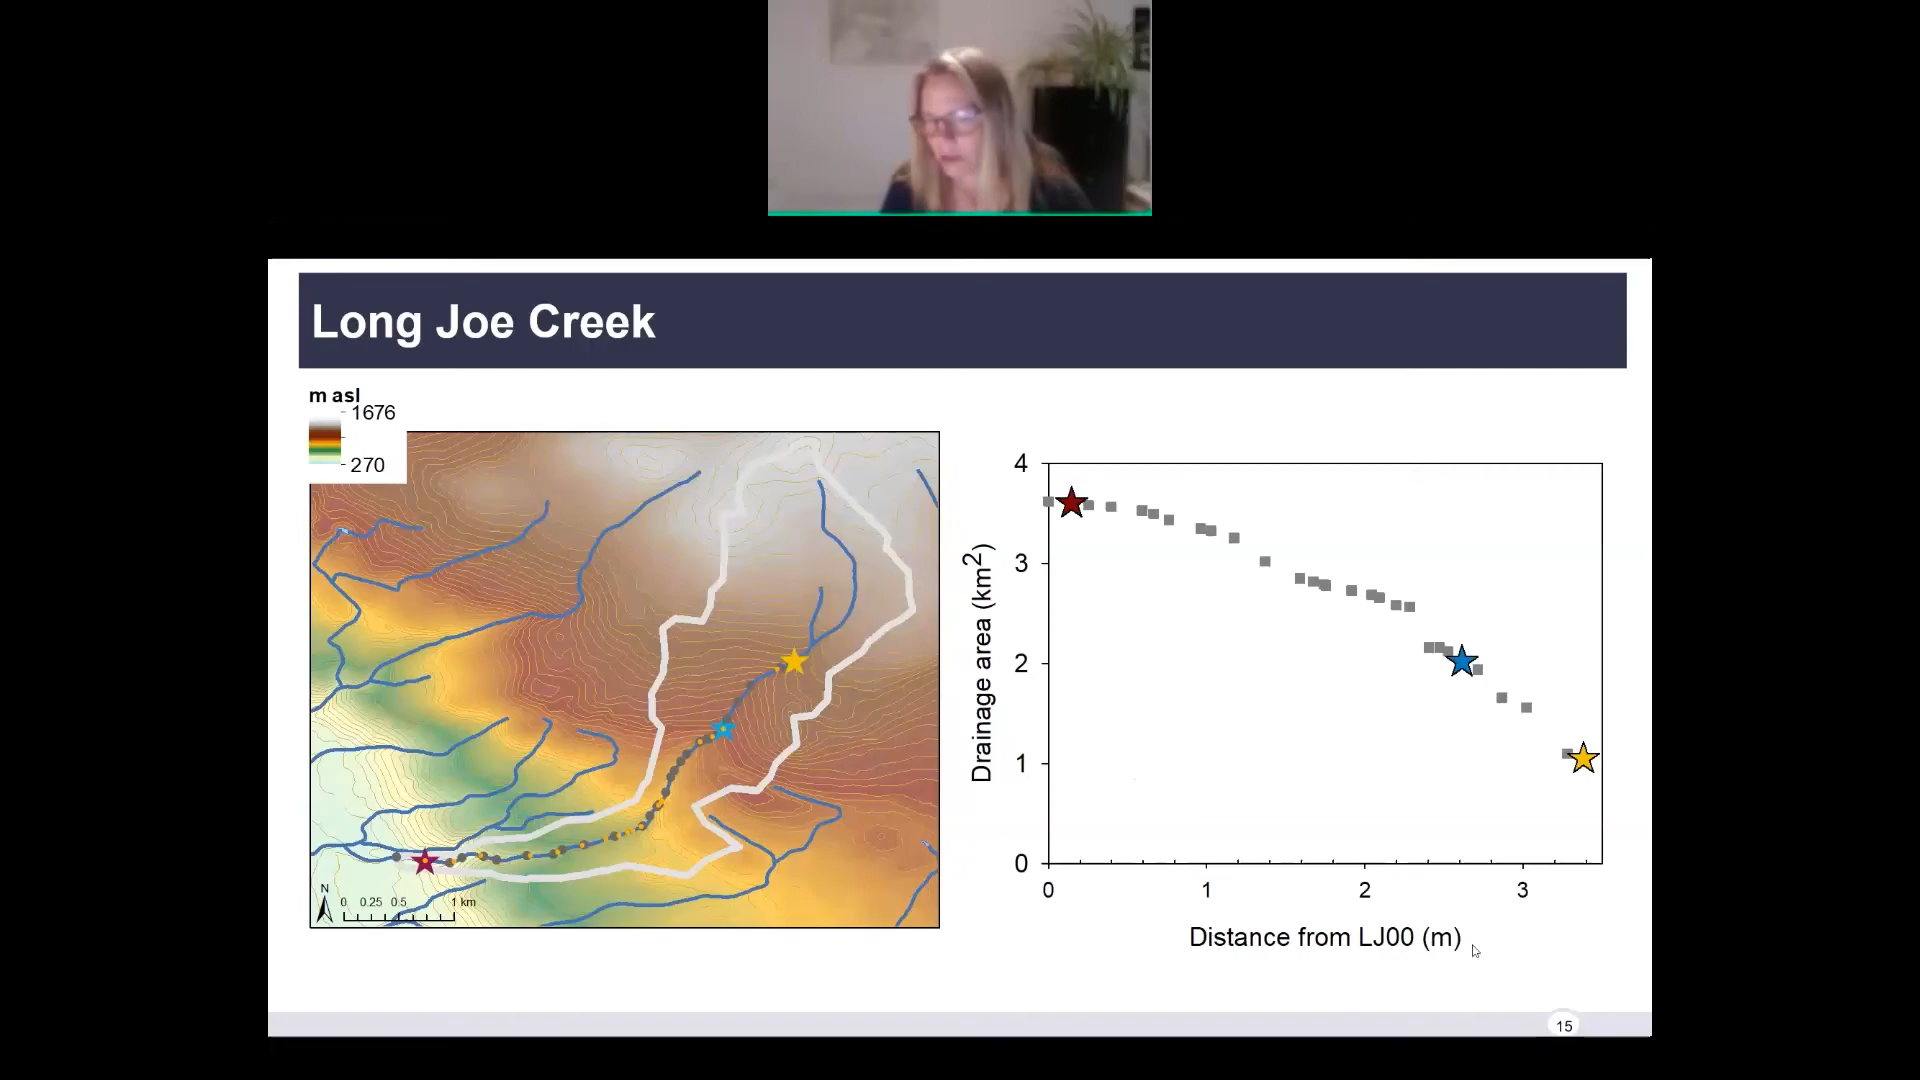 Long Joe Creek
m asl
1676
270
N
0 0.25 0.5 1 km
4
3
2
1
0
Drainage area (km2)
0 1 2 3
Distance from LJ00 (m)
15